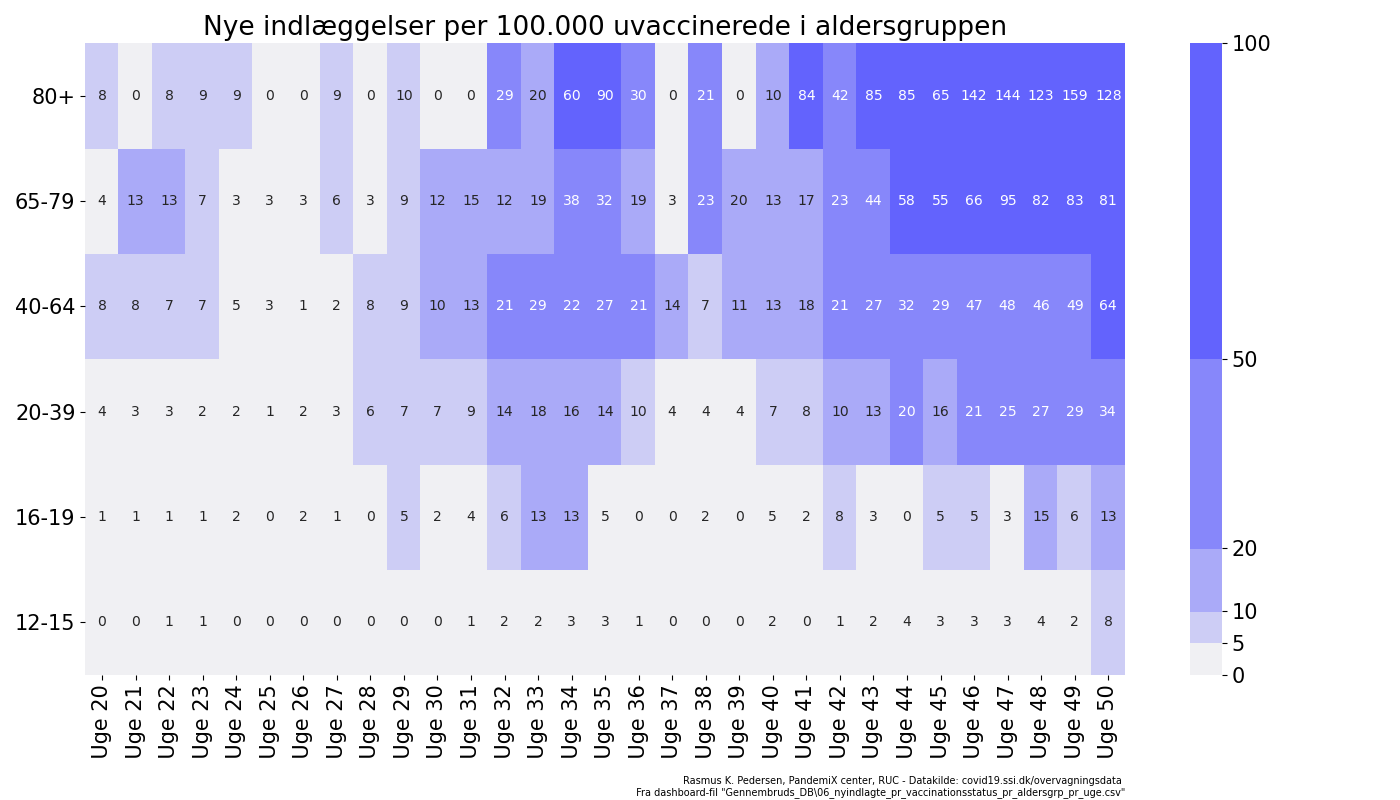 Nye indlæggelser per 100.000 uvaccinerede i aldersgruppen
80+ 8 0 8 9 9 0 0 9 0 10 0 0 29 20 60 90 30 0 21 0 10 84 42 85 85 65 142 144 123 159 128
65-79 4 13 13 7 3 3 3 6 3 9 12 15 12 19 38 32 19 3 23 20 13 17 23 44 58 55 66 95 82 83 81
40-64 8 8 7 7 5 3 1 2 8 9 10 13 21 29 22 27 21 14 7 11 13 18 21 27 32 29 47 48 46 49 64
20-39 4 3 3 2 2 1 2 3 6 7 7 9 14 18 16 14 10 4 4 4 7 8 10 13 20 16 21 25 27 29 34
16-19 1 1 1 1 2 0 2 1 0 5 2 4 6 13 13 5 0 0 2 0 5 2 8 3 0 5 5 3 15 6 13
12-15 0 0 1 1 0 0 0 0 0 0 0 1 2 2 3 3 1 0 0 0 2 0 1 2 4 3 3 3 4 2 8
Uge 20 Uge 21 Uge 22 Uge 23 Uge 24 Uge 25 Uge 26 Uge 27 Uge 28 Uge 29 Uge 30 Uge 31 Uge 32 Uge 33 Uge 34 Uge 35 Uge 36 Uge 37 Uge 38 Uge 39 Uge 40 Uge 41 Uge 42 Uge 43 Uge 44 Uge 45 Uge 46 Uge 47 Uge 48 Uge 49 Uge 50
100
50
20
10
5
0
Rasmus K. Pedersen, PandemiX center, RUC - Datakilde: covid19.ssi.dk/overvagningsdata
Fra dashboard-fil "Gennembruds_DB\06_nyindlagte_pr_vaccinationsstatus_pr_aldersgrp_pr_uge.csv"